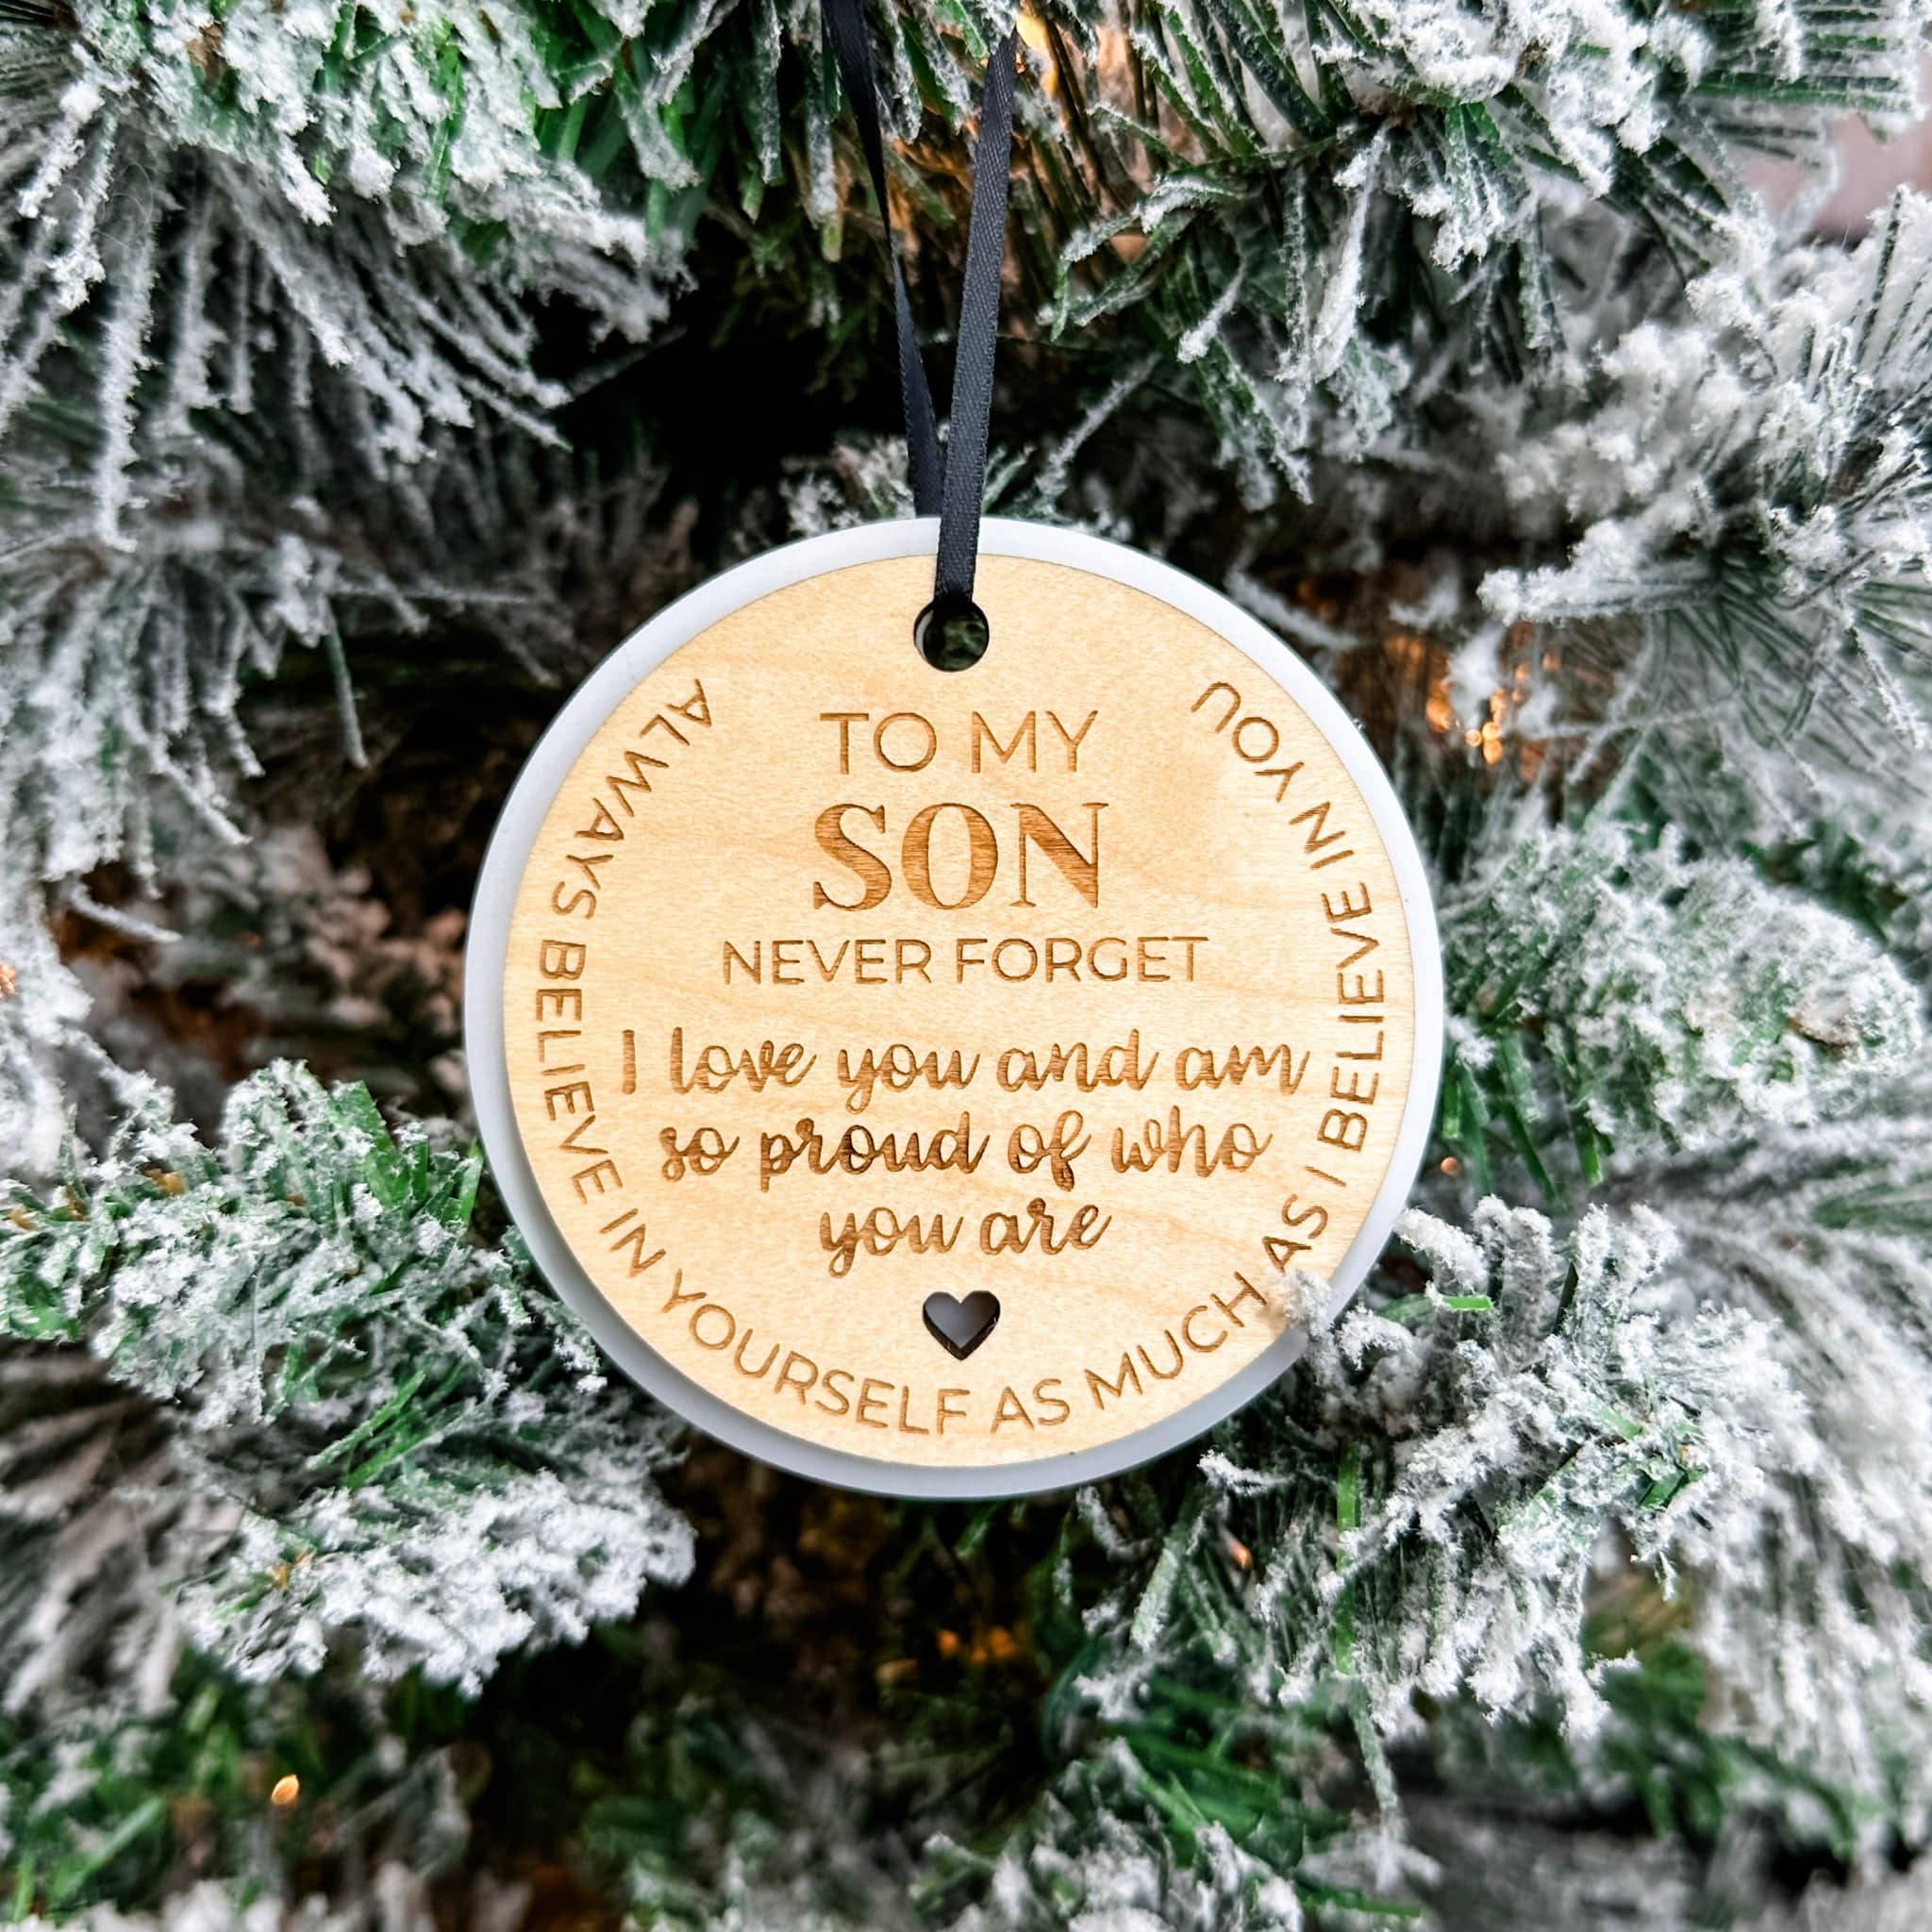 TO MY
SON
NEVER FORGET
I love you and am
so proud of who
you are
ALWAYS BELIEVE IN YOURSELF AS MUCH AS I BELIEVE IN YOU